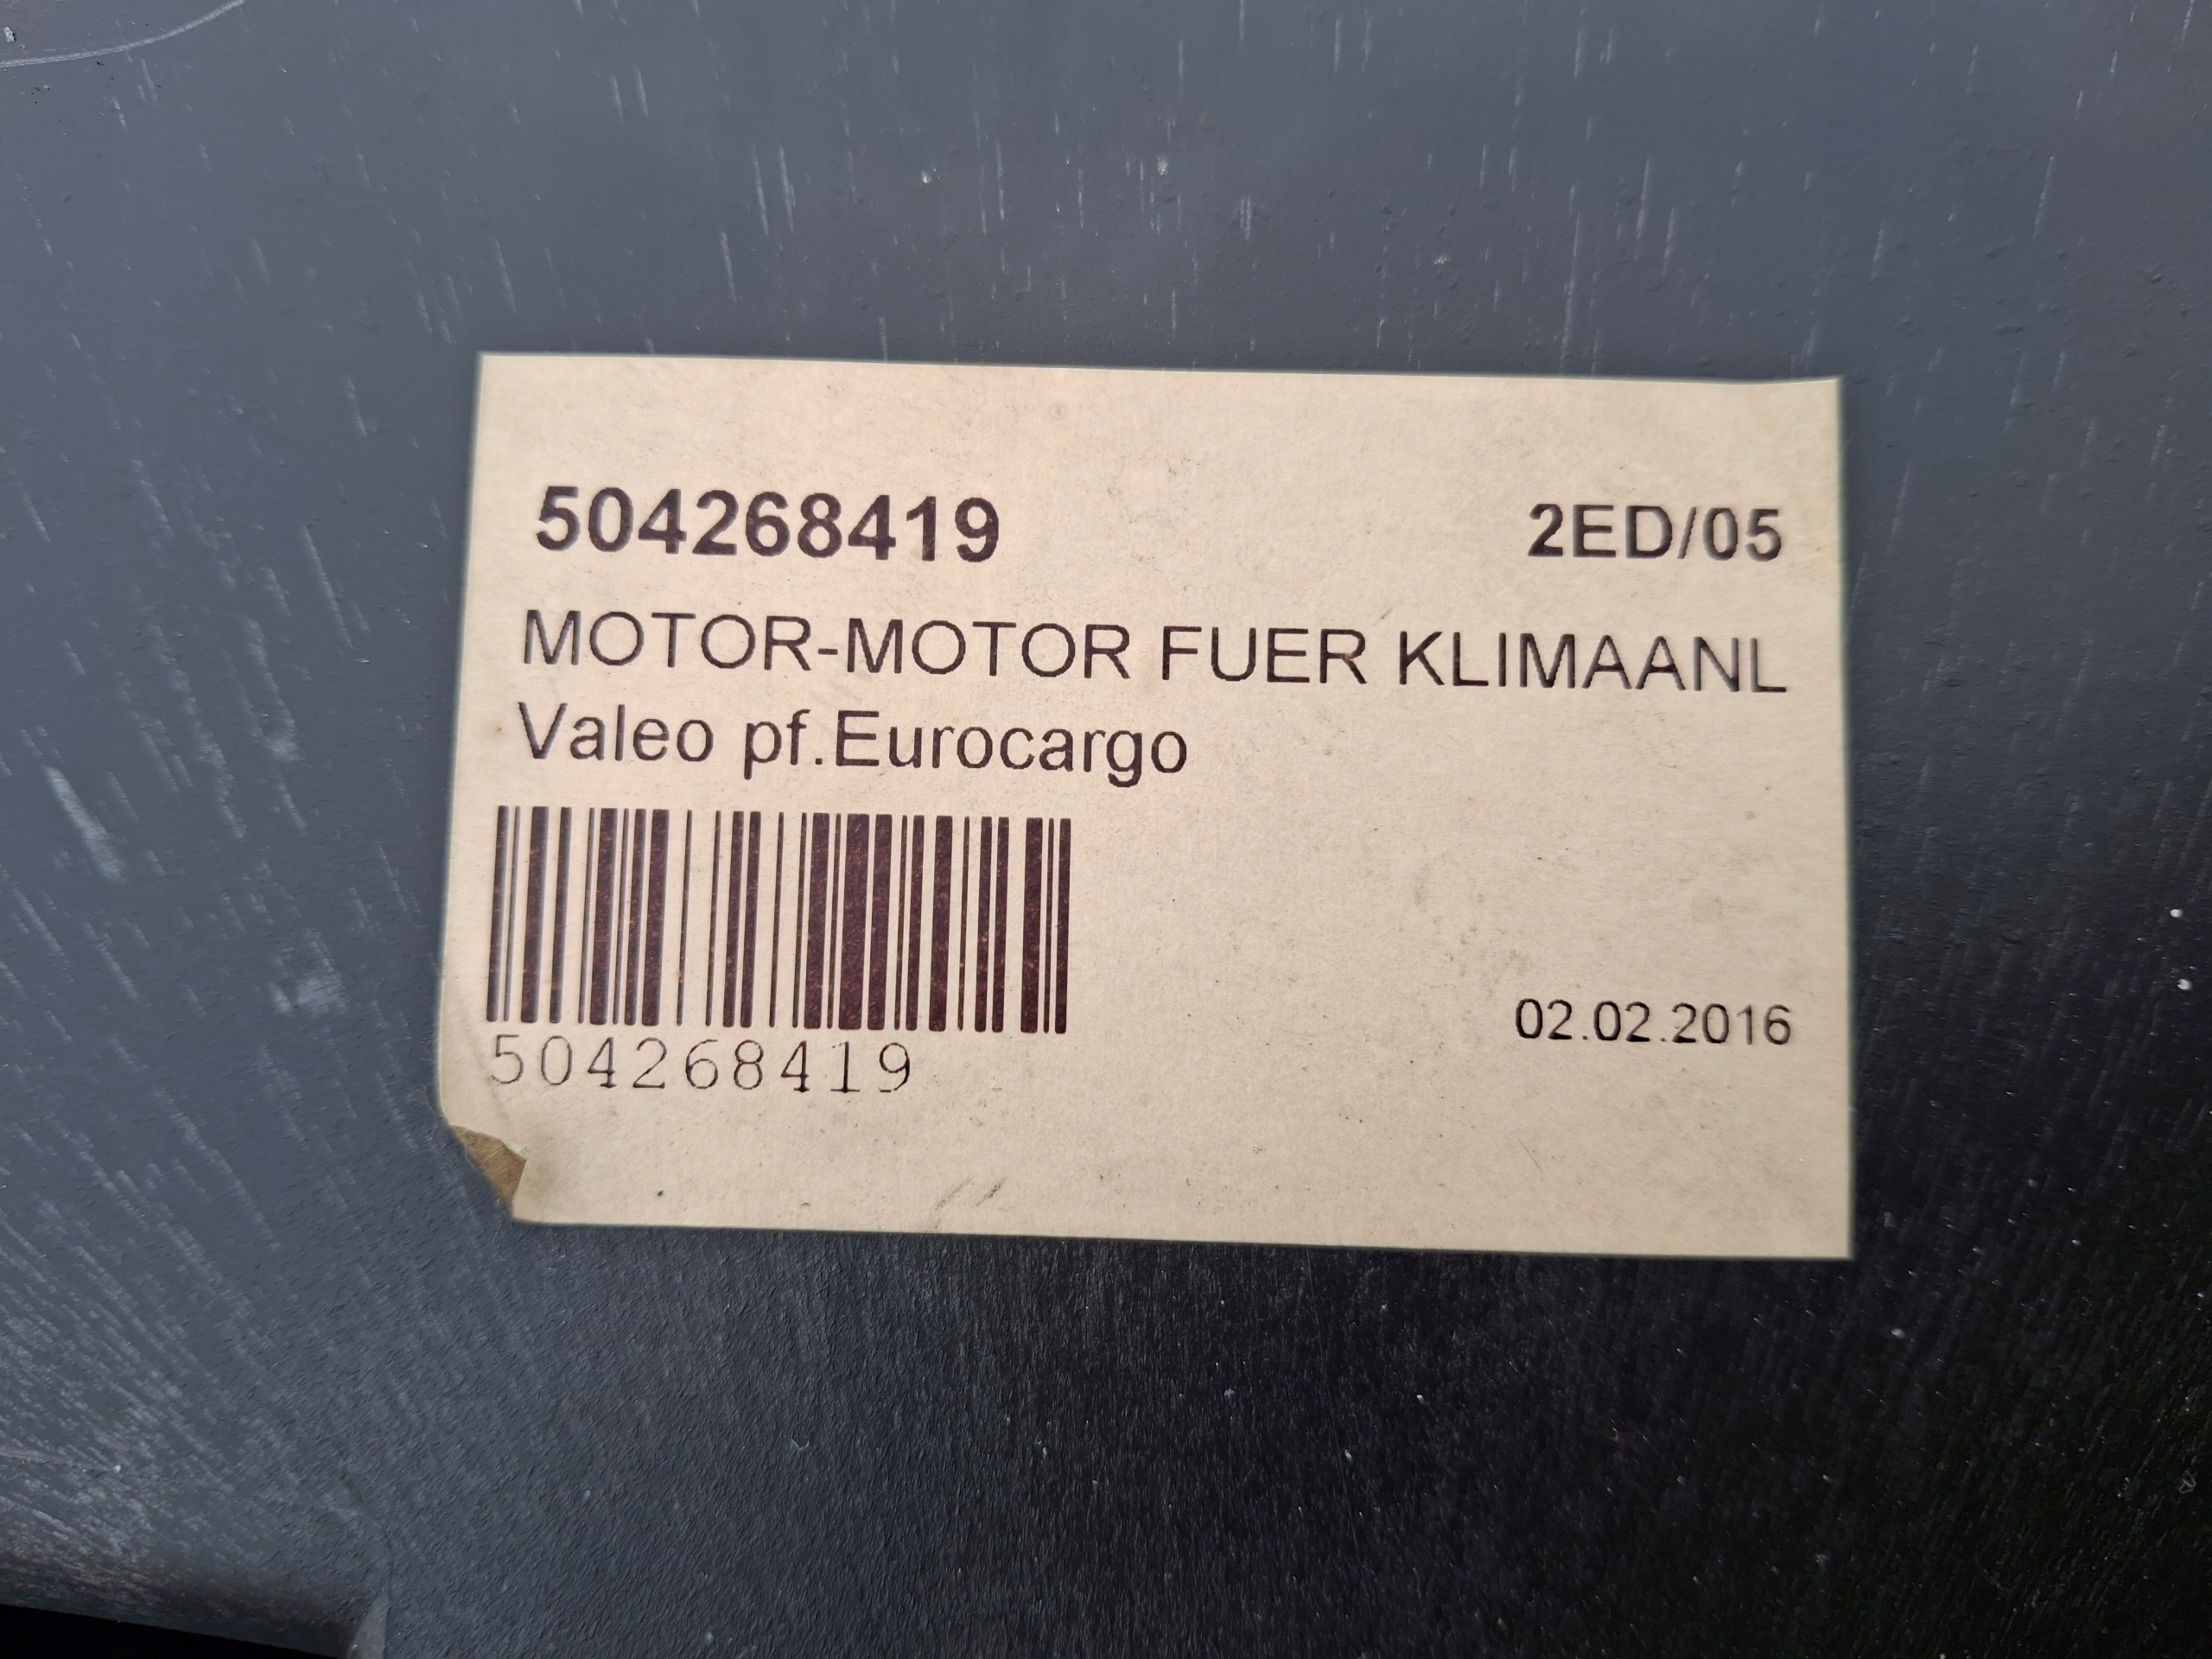 504268419 2ED/05
MOTOR-MOTOR FUER KLIMAANL
Valeo pf.Eurocargo
02.02.2016
504268419